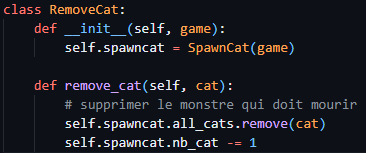 class RemoveCat:
    def __init__(self, game):
        self.spawncat = SpawnCat(game)

    def remove_cat(self, cat):
        # supprimer le monstre qui doit mourir
        self.spawncat.all_cats.remove(cat)
        self.spawncat.nb_cat -= 1